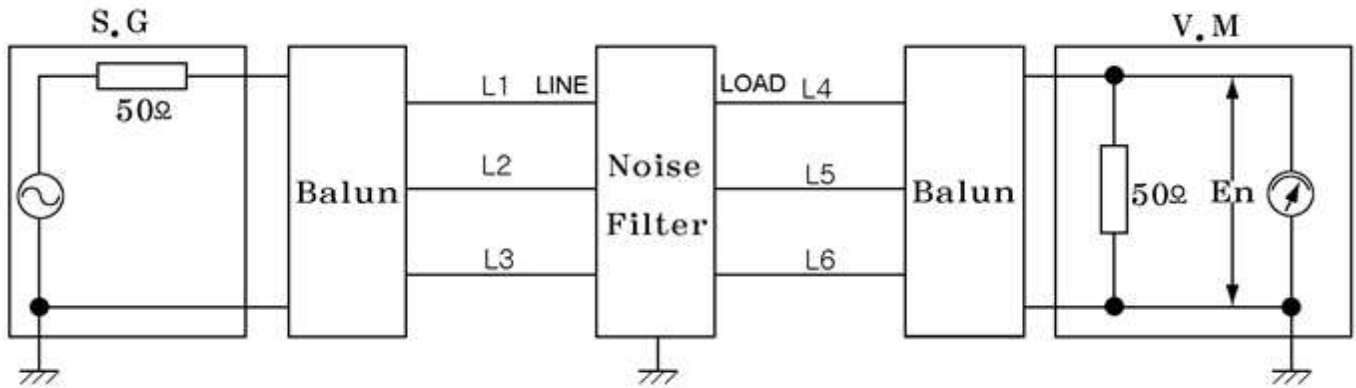 S.G V.M
L1 LINE LOAD L4
50Ω
L2 Noise L5
Balun Balun 50Ω En
Filter
L3 L6